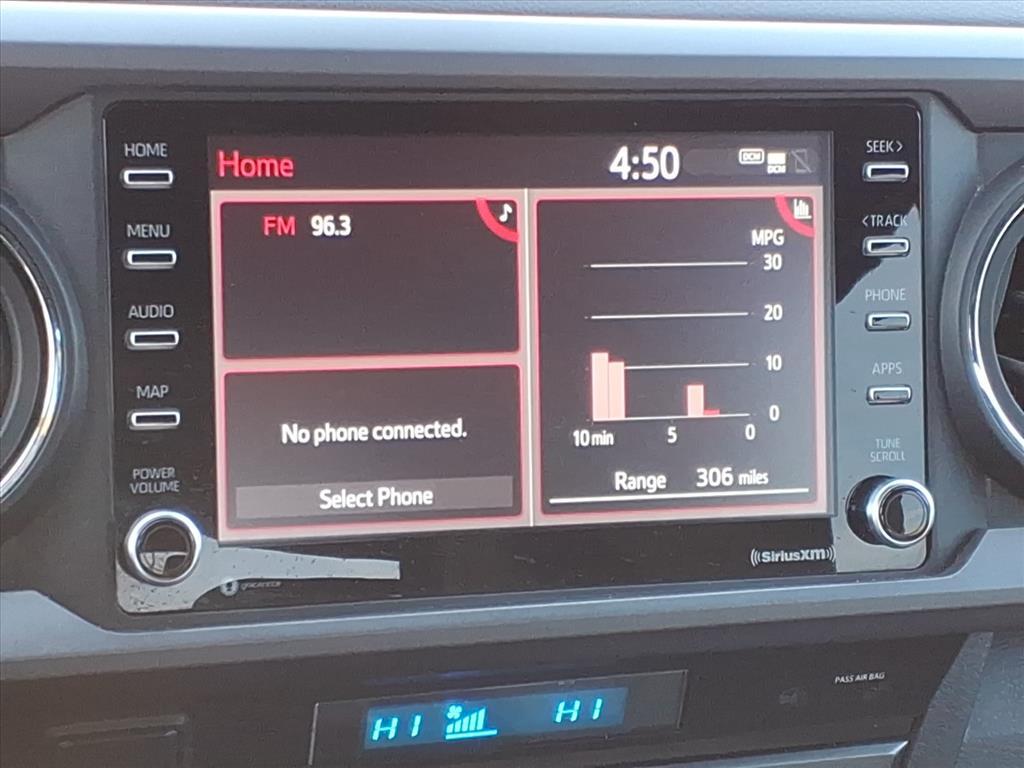 HOME
MENU
AUDIO
MAP
POWER
VOLUME
Home
4:50
DCM
DCM
FM 96.3
No phone connected.
Select Phone
MPG
30
20
10
0
10 min 5 0
Range 306 miles
SEEK >
< TRACK
PHONE
APPS
TUNE
SCROLL
((SiriusXM))
PASS AIR BAG
HI HI